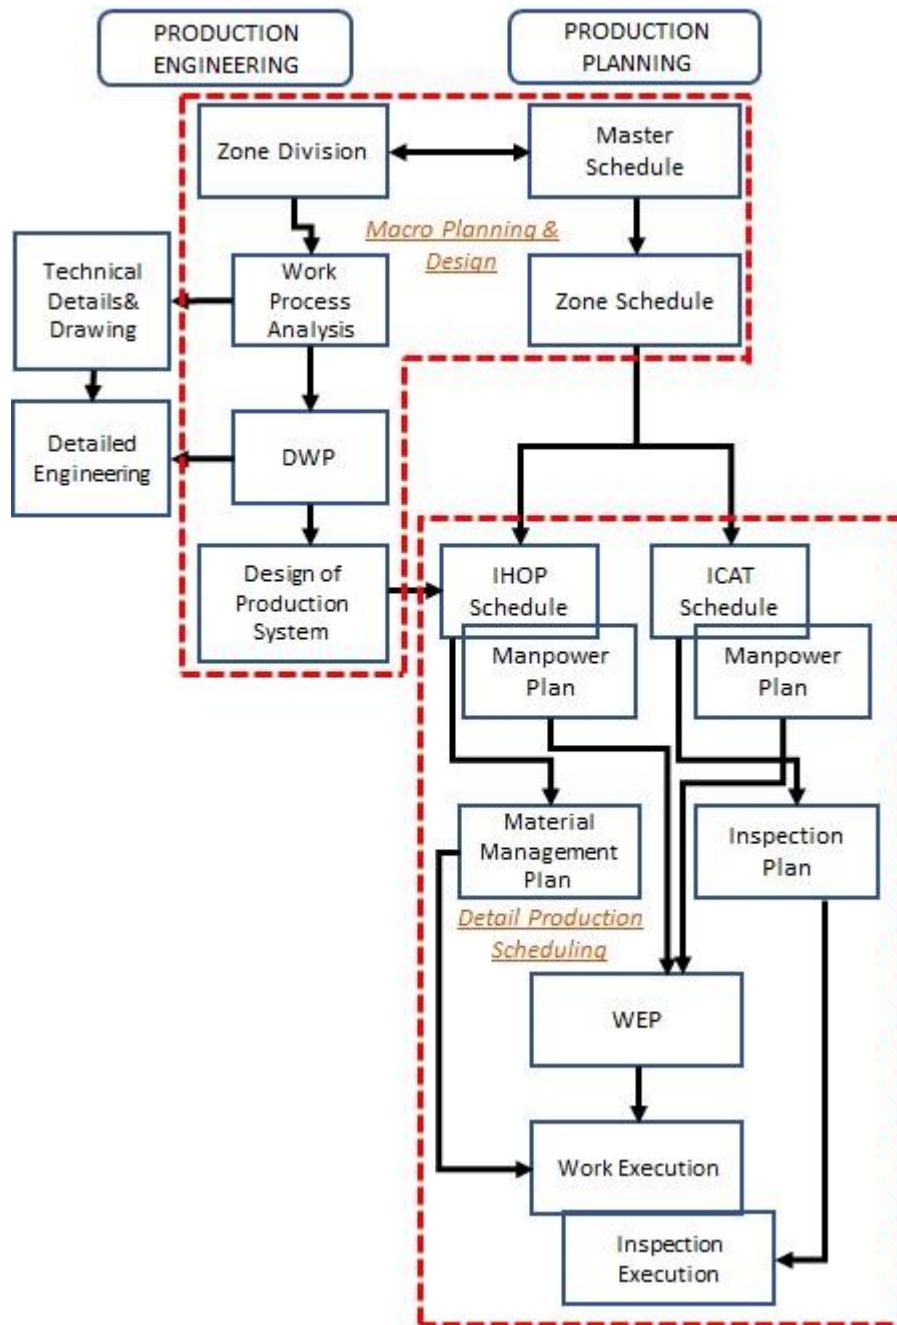 PRODUCTION
ENGINEERING
PRODUCTION
PLANNING
Zone Division
Master
Schedule
Macro Planning &
Design
Technical
Details&
Drawing
Work
Process
Analysis
Zone Schedule
Detailed
Engineering
DWP
Design of
Production
System
IHOP
Schedule
Manpower
Plan
ICAT
Schedule
Manpower
Plan
Material
Management
Plan
Inspection
Plan
Detail Production
Scheduling
WEP
Work Execution
Inspection
Execution